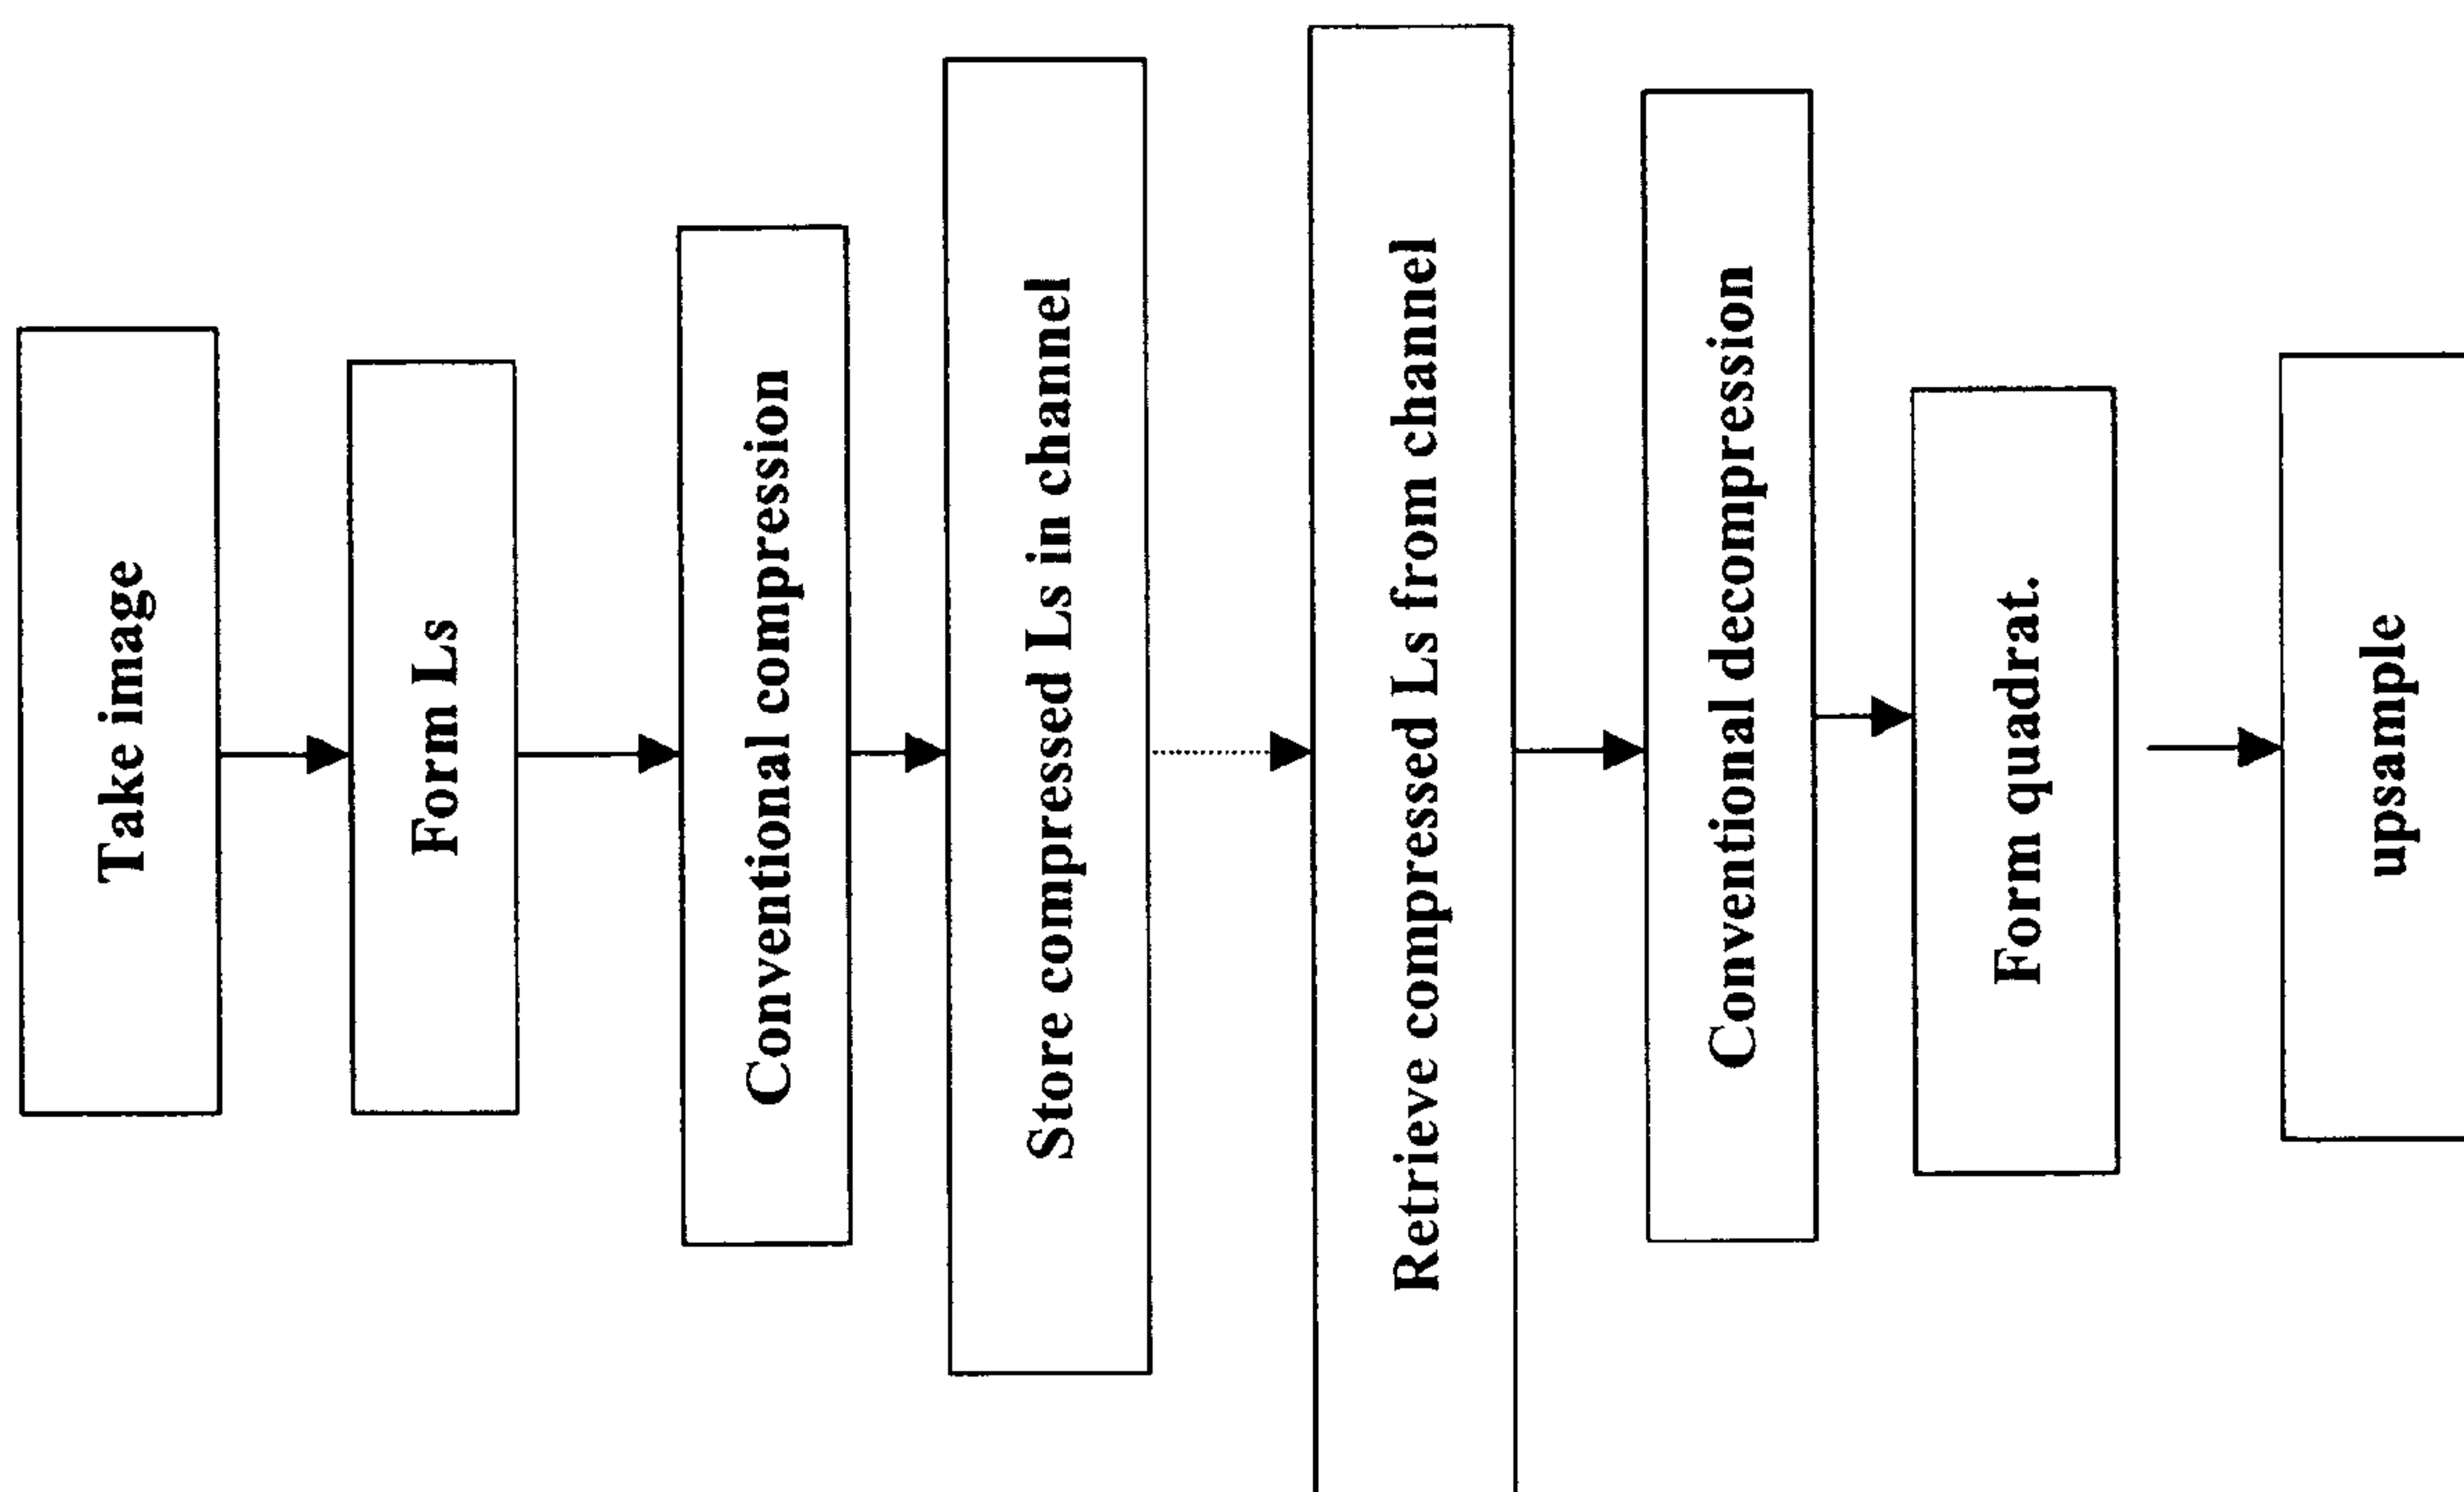 Take image
Form Ls
Conventional compression
Store compressed Ls in channel
Retrieve compressed Ls from channel
Conventional decompression
Form quadrat.
upsample